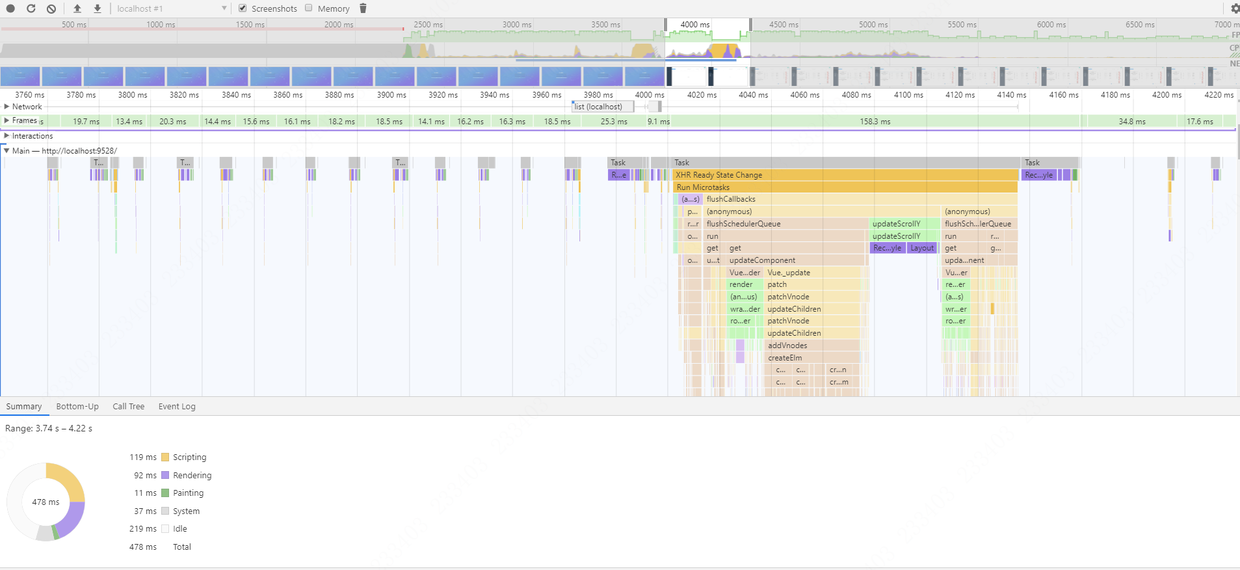 localhost #1 Screenshots Memory
500 ms 1000 ms 1500 ms 2000 ms 2500 ms 3000 ms 3500 ms 4000 ms 4500 ms 5000 ms 5500 ms 6000 ms 6500 ms 7000 m
FP
CP
NE
3760 ms 3780 ms 3800 ms 3820 ms 3840 ms 3860 ms 3880 ms 3900 ms 3920 ms 3940 ms 3960 ms 3980 ms 4000 ms 4020 ms 4040 ms 4060 ms 4080 ms 4100 ms 4120 ms 4140 ms 4160 ms 4180 ms 4200 ms 4220 ms
Network list (localhost)
Frames s 19.7 ms 13.4 ms 20.3 ms 14.4 ms 15.6 ms 16.1 ms 18.2 ms 18.5 ms 14.1 ms 16.2 ms 16.3 ms 18.5 ms 25.3 ms 9.1 ms 158.3 ms 34.8 ms 17.6 ms
Interactions
Main — http://localhost:9528/
T... T... T... Task Task Task
R...e XHR Ready State Change Rec...yle
Run Microtasks
(a...s) flushCallbacks
p... (anonymous) (anonymous)
r...r flushSchedulerQueue updateScrollY flushSch...lerQueue
o... run updateScrollY run r...
get get Rec...yle Layout get g...
o... u...t updateComponent upda...nent
Vue...der Vue._update Vu...er
render patch re...er
(an...us) patchVnode (a...s)
wra...der updateChildren wr...er
ro...er patchVnode ro...er
updateChildren
addVnodes
createElm
c... c... cr...n
c... c... cr...m
Summary Bottom-Up Call Tree Event Log
Range: 3.74 s – 4.22 s
119 ms Scripting
92 ms Rendering
11 ms Painting
37 ms System
219 ms Idle
478 ms Total
478 ms